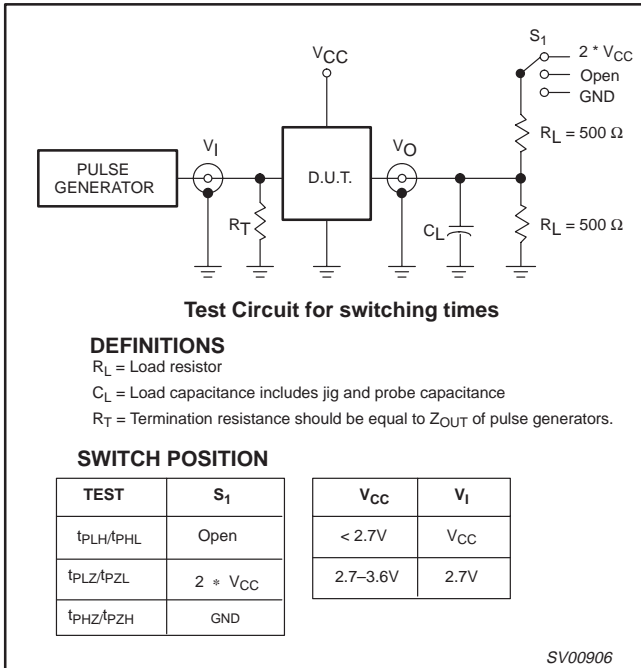 S1
2 * VCC
Open
GND
VCC
RL = 500 Ω
VI
VO
PULSE
GENERATOR
D.U.T.
RT
CL
RL = 500 Ω
Test Circuit for switching times
DEFINITIONS
RL = Load resistor
CL = Load capacitance includes jig and probe capacitance
RT = Termination resistance should be equal to ZOUT of pulse generators.
SWITCH POSITION
TEST S1
tPLH/tPHL Open
tPLZ/tPZL 2 * VCC
tPHZ/tPZH GND
VCC VI
< 2.7V VCC
2.7–3.6V 2.7V
SV00906